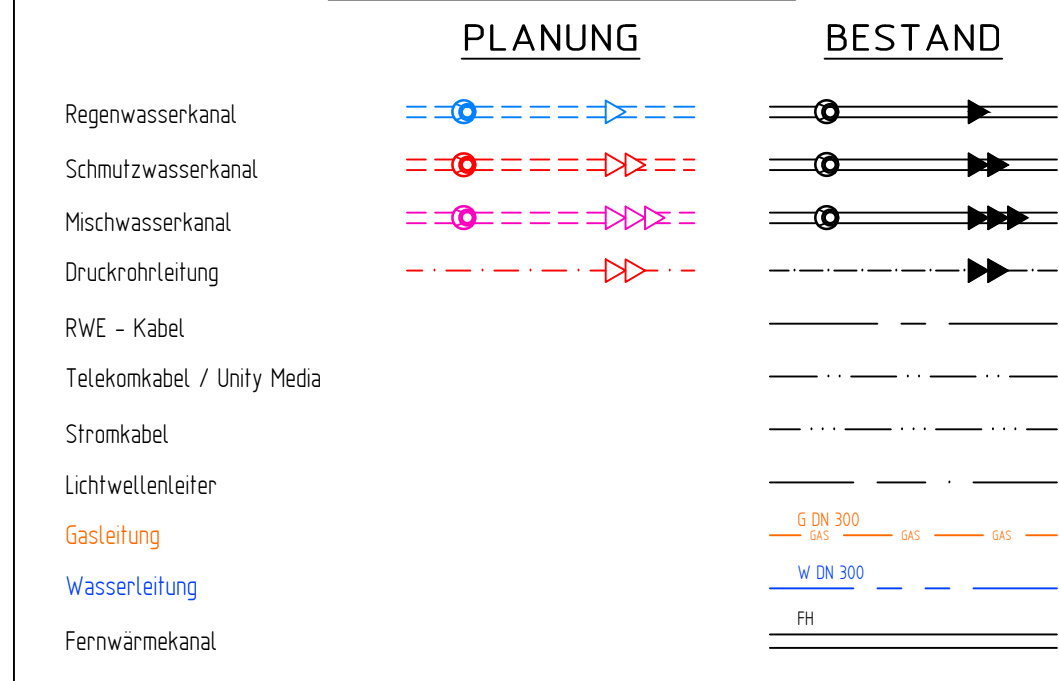 PLANUNG BESTAND
Regenwasserkanal
Schmutzwasserkanal
Mischwasserkanal
Druckrohrleitung
RWE - Kabel
Telekomkabel / Unity Media
Stromkabel
Lichtwellenleiter
G DN 300
Gasleitung GAS GAS GAS
W DN 300
Wasserleitung
FH
Fernwärmekanal